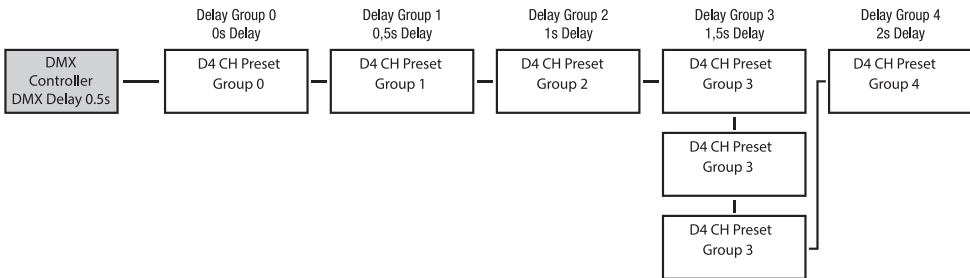 Delay Group 0
0s Delay
Delay Group 1
0,5s Delay
Delay Group 2
1s Delay
Delay Group 3
1,5s Delay
Delay Group 4
2s Delay
DMX
Controller
DMX Delay 0.5s
D4 CH Preset
Group 0
D4 CH Preset
Group 1
D4 CH Preset
Group 2
D4 CH Preset
Group 3
D4 CH Preset
Group 4
D4 CH Preset
Group 3
D4 CH Preset
Group 3